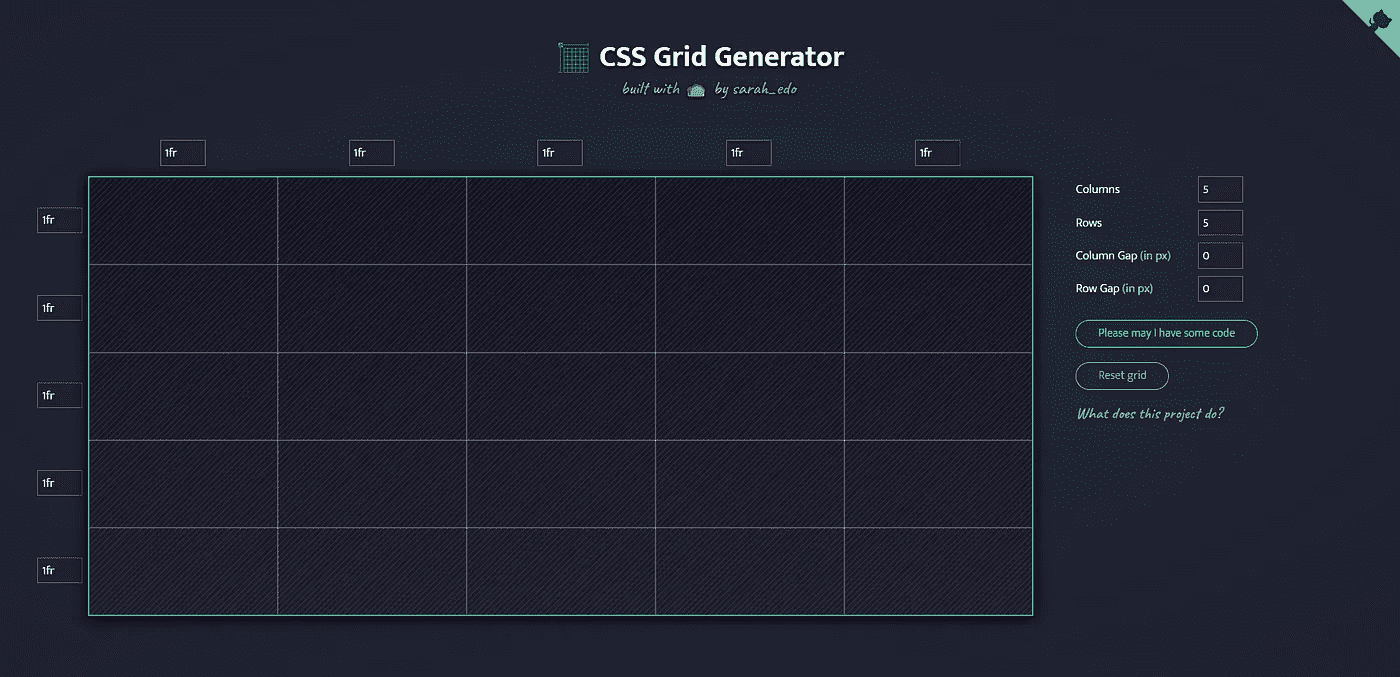 CSS Grid Generator
built with by sarah_edo
1fr 1fr 1fr 1fr 1fr
1fr
1fr
1fr
1fr
1fr
Columns 5
Rows 5
Column Gap (in px) 0
Row Gap (in px) 0
Please may I have some code
Reset grid
What does this project do?